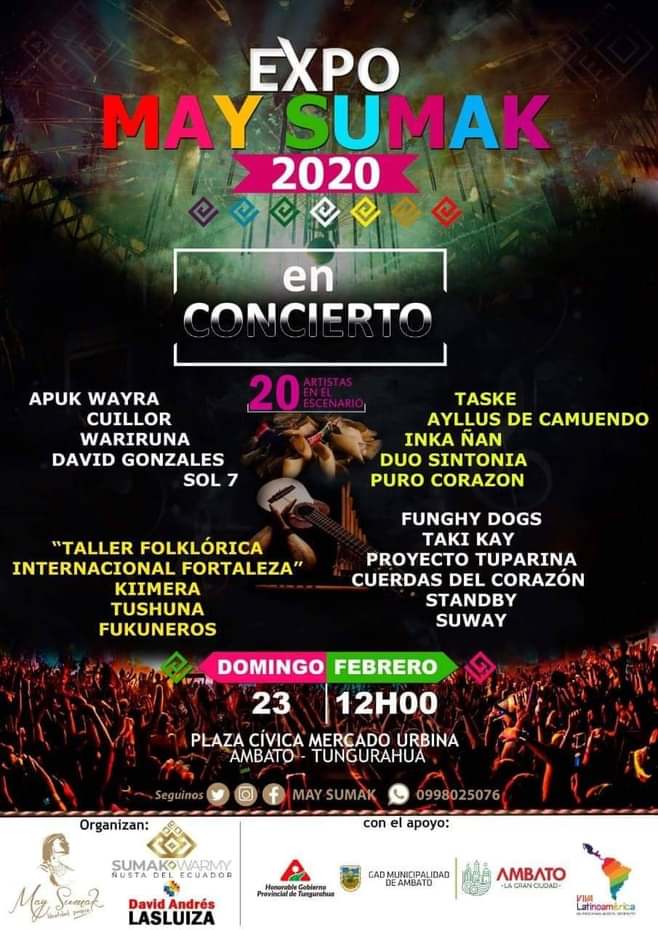 EXPO
MAY SUMAK
2020
en
CONCIERTO
20 ARTISTAS
EN EL
ESCENARIO
APUK WAYRA
CUILLOR
WARIRUNA
DAVID GONZALES
SOL 7
TASKE
AYLLUS DE CAMUENDO
INKA ÑAN
DUO SINTONIA
PURO CORAZON
"TALLER FOLKLÓRICA
INTERNACIONAL FORTALEZA"
KIIMERA
TUSHUNA
FUKUNEROS
FUNGHY DOGS
TAKI KAY
PROYECTO TUPARINA
CUERDAS DEL CORAZÓN
STANDBY
SUWAY
DOMINGO FEBRERO
23 12H00
PLAZA CÍVICA MERCADO URBINA
AMBATO - TUNGURAHUA
Seguinos MAY SUMAK 0998025076
Organizan:
May Sumak
SUMAK WARMY
ÑUSTA DEL ECUADOR
David Andrés
LASLUIZA
con el apoyo:
Honorable Gobierno
Provincial de Tungurahua
GAD MUNICIPALIDAD
DE AMBATO
AMBATO
·LA GRAN CIUDAD·
VIVA
Latinoamérica